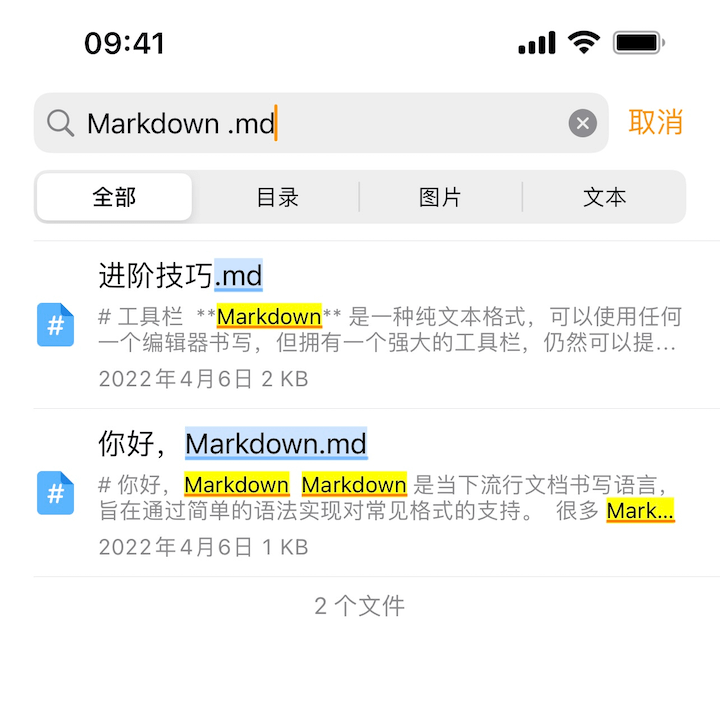 09:41
Markdown .md
取消
全部 目录 图片 文本
进阶技巧.md
# 工具栏 **Markdown** 是一种纯文本格式，可以使用任何
一个编辑器书写，但拥有一个强大的工具栏，仍然可以提...
2022年4月6日 2 KB
你好，Markdown.md
# 你好，Markdown Markdown 是当下流行文档书写语言，
旨在通过简单的语法实现对常见格式的支持。 很多 Mark...
2022年4月6日 1 KB
2 个文件